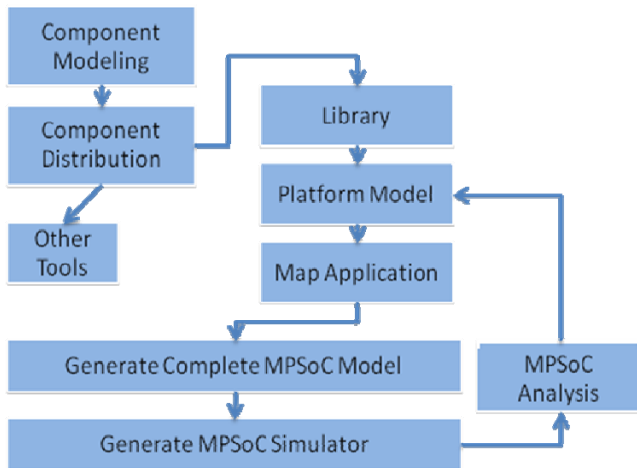 Component
Modeling
Component
Distribution
Other
Tools
Library
Platform Model
Map Application
Generate Complete MPSoC Model
Generate MPSoC Simulator
MPSoC
Analysis